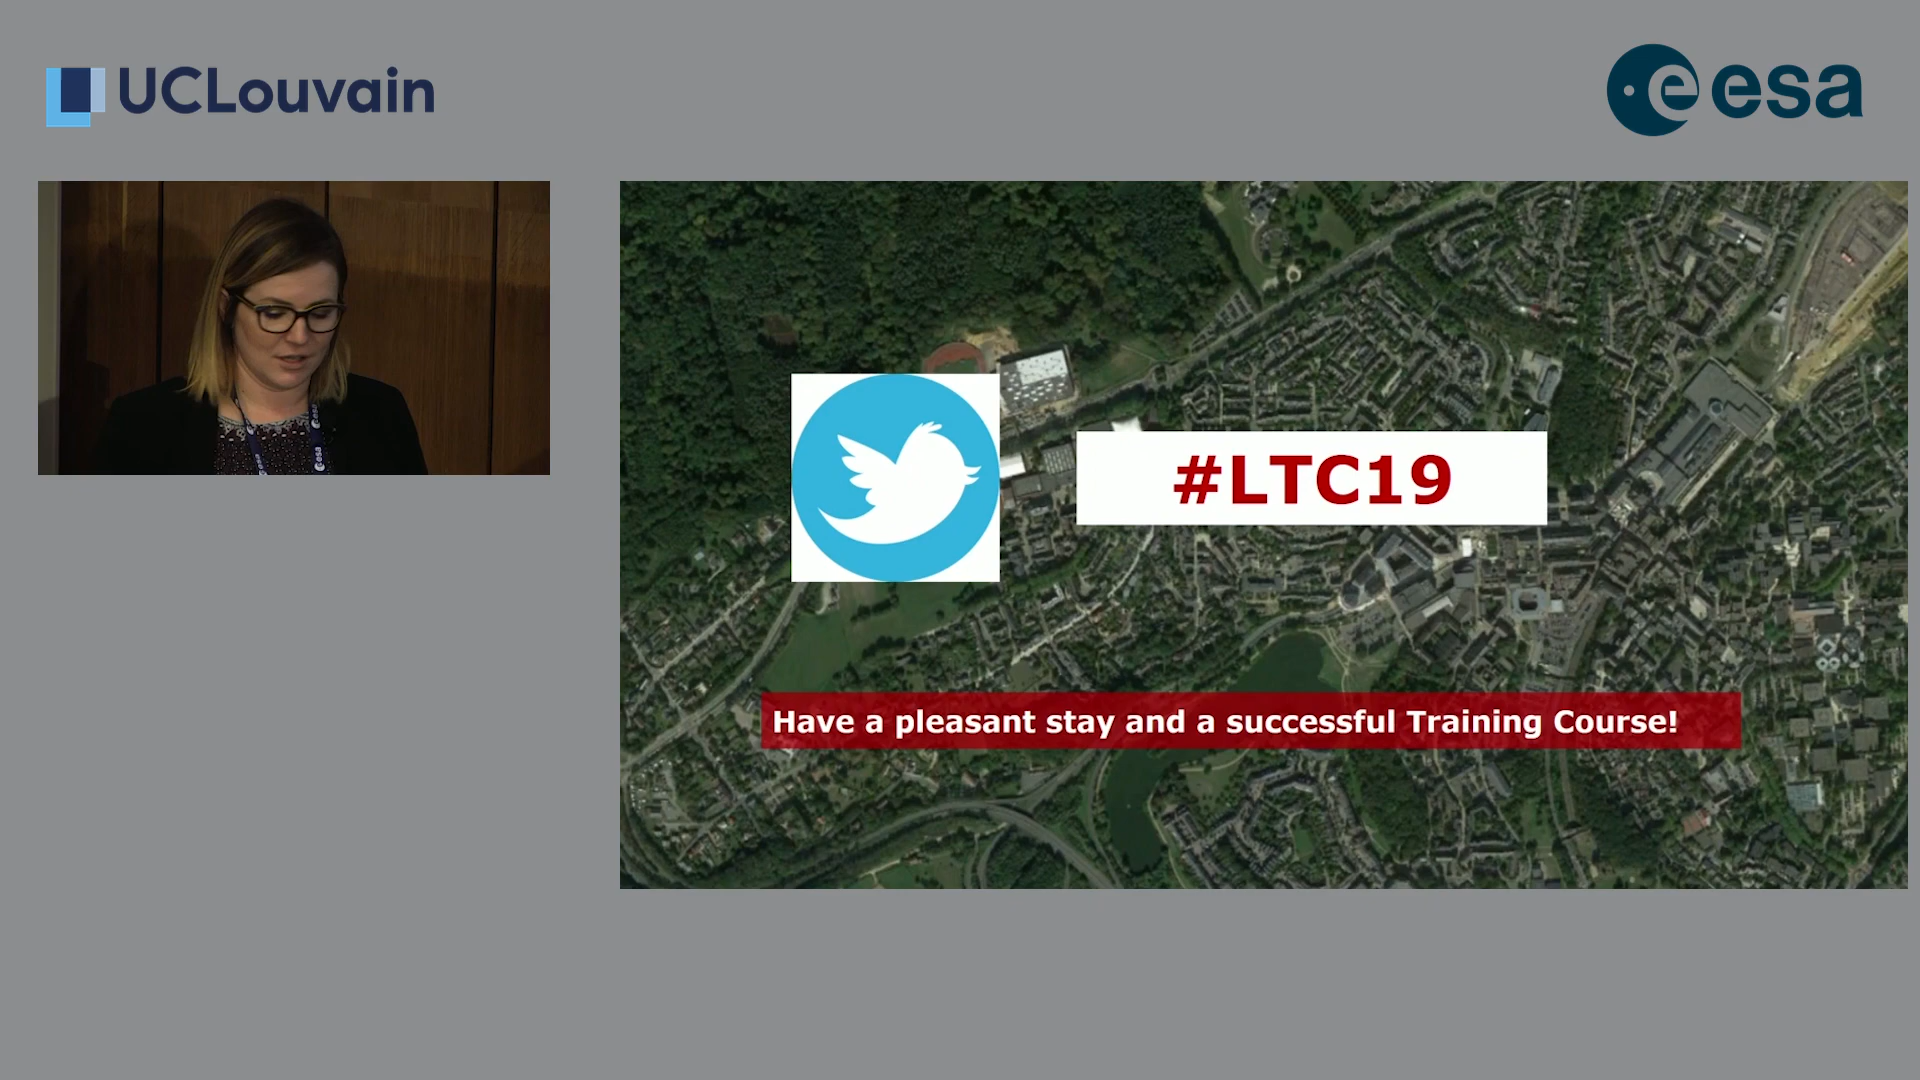 UCLouvain
esa
#LTC19
Have a pleasant stay and a successful Training Course!